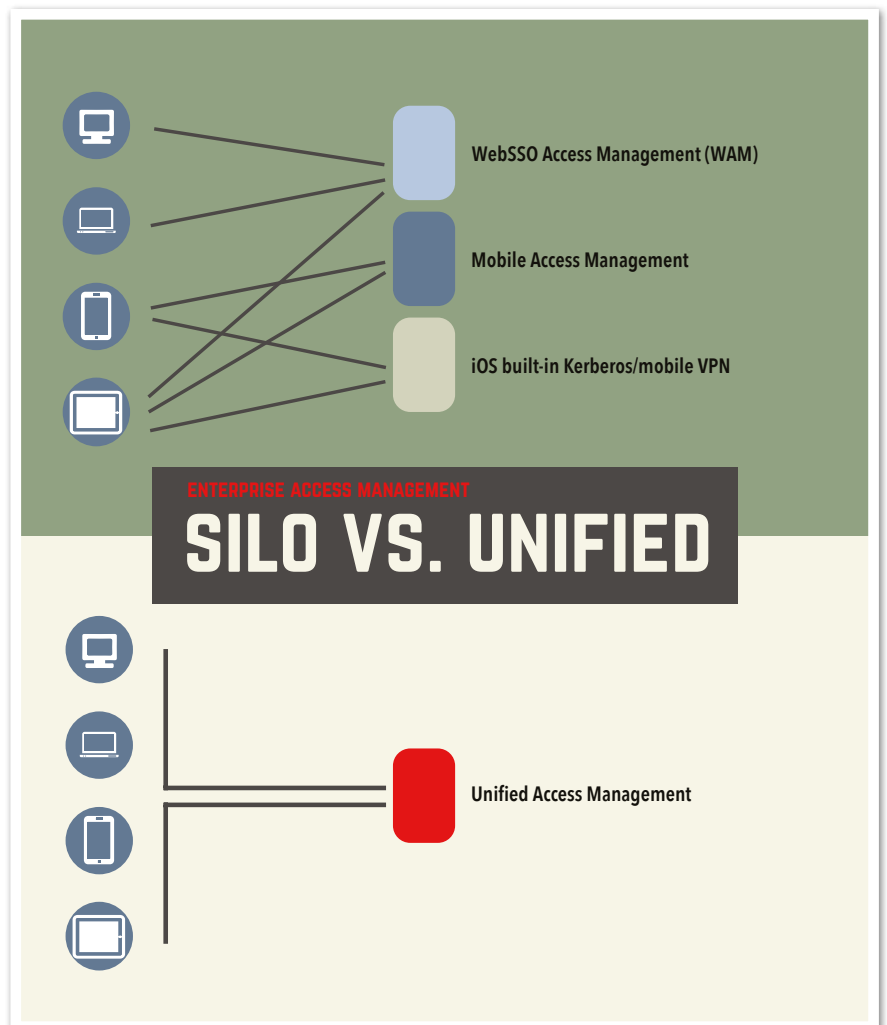 WebSSO Access Management (WAM)
Mobile Access Management
iOS built-in Kerberos/mobile VPN
ENTERPRISE ACCESS MANAGEMENT
SILO VS. UNIFIED
Unified Access Management